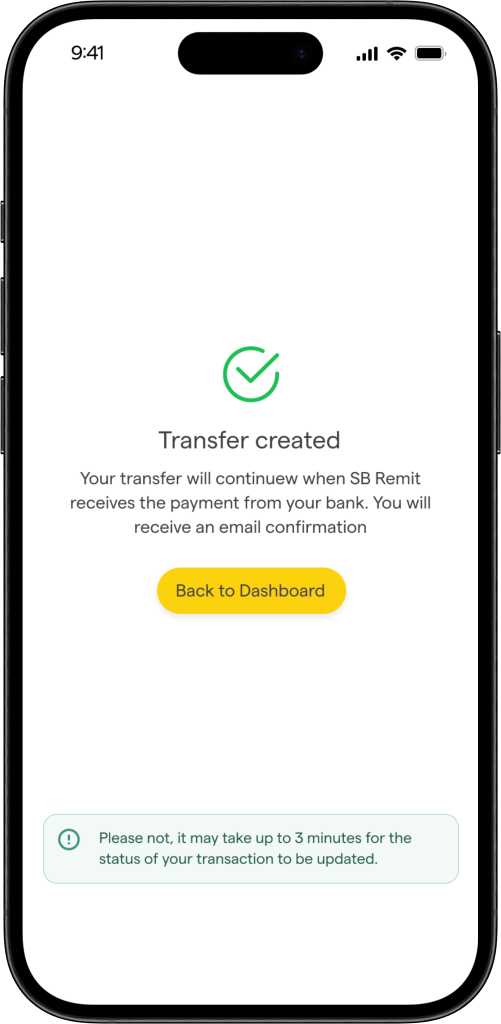 9:41
Transfer created
Your transfer will continuew when SB Remit
receives the payment from your bank. You will
receive an email confirmation
Back to Dashboard
Please not, it may take up to 3 minutes for the
status of your transaction to be updated.